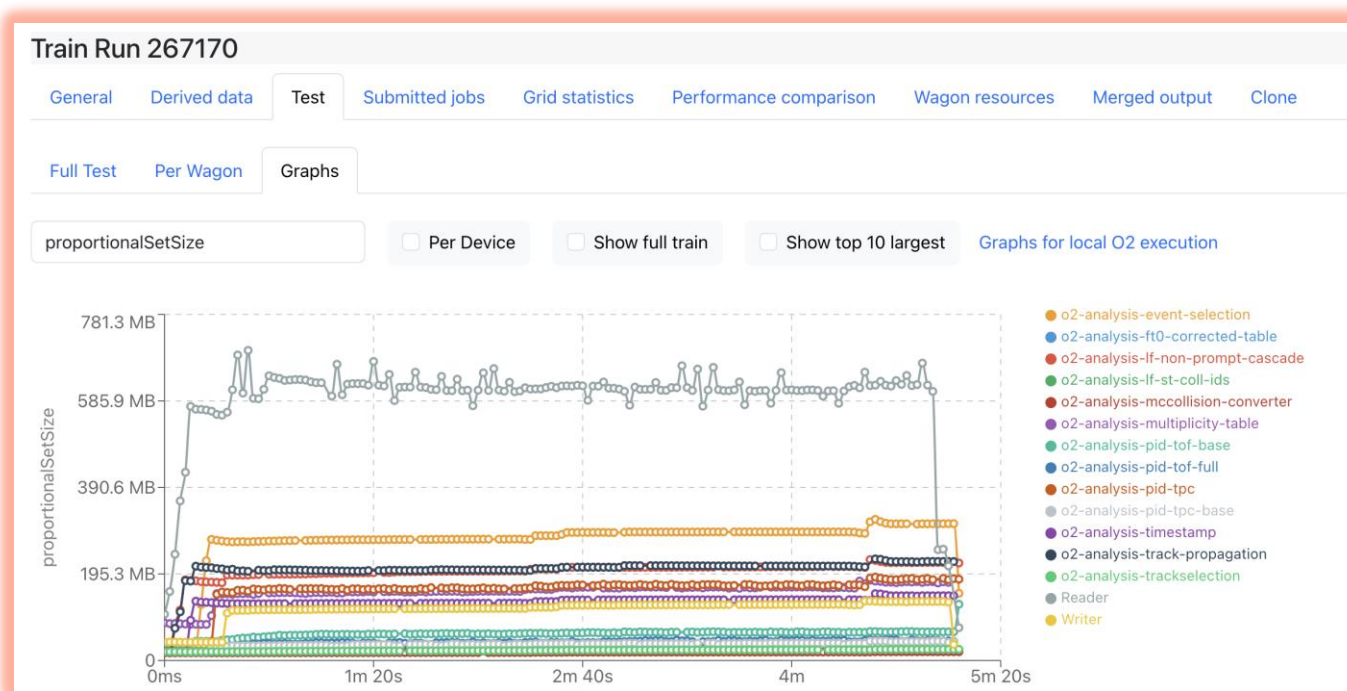 Train Run 267170
General Derived data Test Submitted jobs Grid statistics Performance comparison Wagon resources Merged output Clone
Full Test Per Wagon Graphs
proportionalSetSize Per Device Show full train Show top 10 largest Graphs for local O2 execution
proportionalSetSize
781.3 MB
585.9 MB
390.6 MB
195.3 MB
0
0ms 1m 20s 2m 40s 4m 5m 20s
o2-analysis-event-selection
o2-analysis-ft0-corrected-table
o2-analysis-lf-non-prompt-cascade
o2-analysis-lf-st-coll-ids
o2-analysis-mccollision-converter
o2-analysis-multiplicity-table
o2-analysis-pid-tof-base
o2-analysis-pid-tof-full
o2-analysis-pid-tpc
o2-analysis-pid-tpc-base
o2-analysis-timestamp
o2-analysis-track-propagation
o2-analysis-trackselection
Reader
Writer